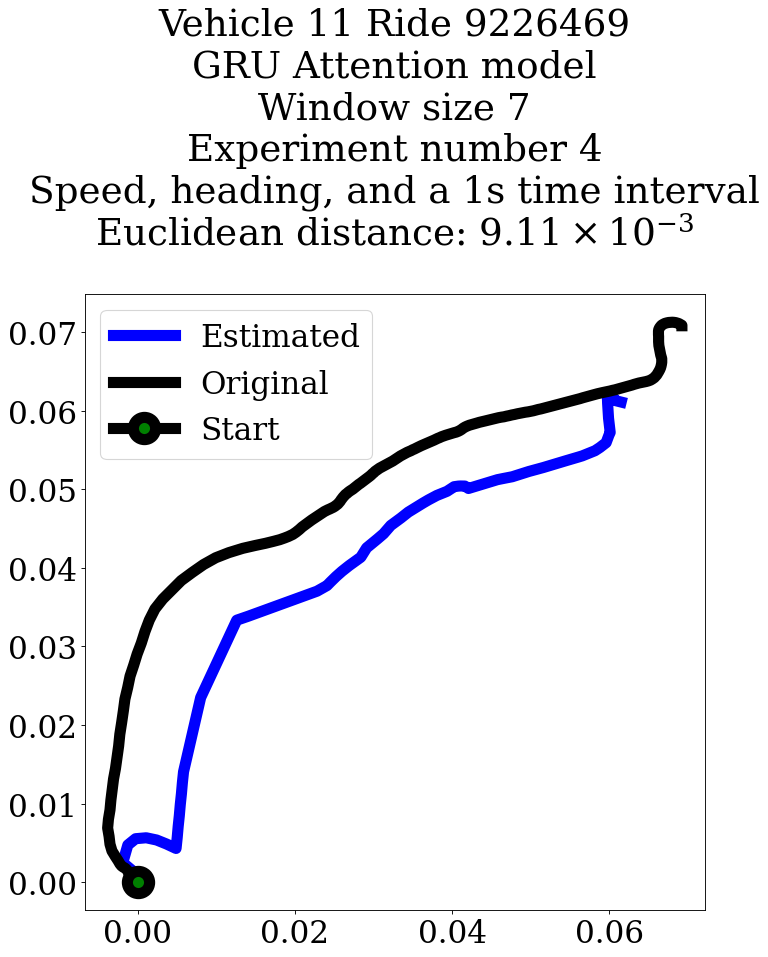 Vehicle 11 Ride 9226469
GRU Attention model
Window size 7
Experiment number 4
Speed, heading, and a 1s time interval
Euclidean distance: 9.11 × 10⁻³
Estimated
Original
Start
0.07
0.06
0.05
0.04
0.03
0.02
0.01
0.00
0.00 0.02 0.04 0.06